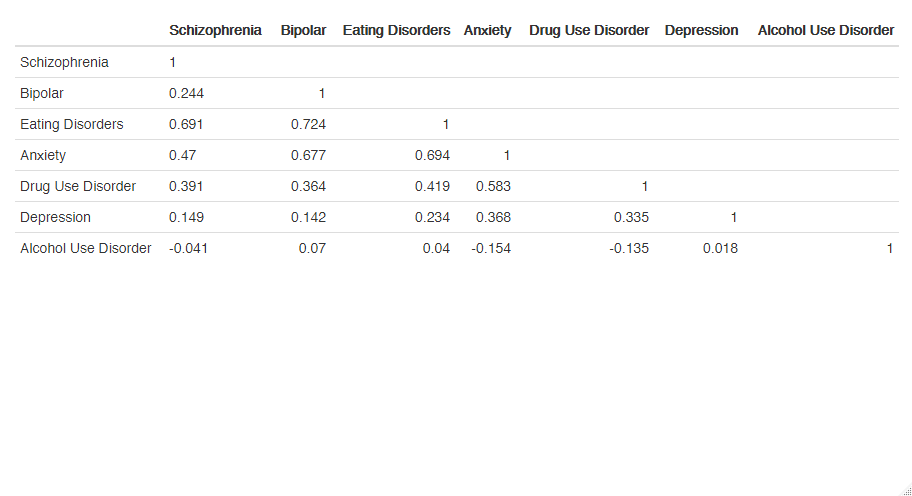 Schizophrenia Bipolar Eating Disorders Anxiety Drug Use Disorder Depression Alcohol Use Disorder
Schizophrenia 1
Bipolar 0.244 1
Eating Disorders 0.691 0.724 1
Anxiety 0.47 0.677 0.694 1
Drug Use Disorder 0.391 0.364 0.419 0.583 1
Depression 0.149 0.142 0.234 0.368 0.335 1
Alcohol Use Disorder -0.041 0.07 0.04 -0.154 -0.135 0.018 1